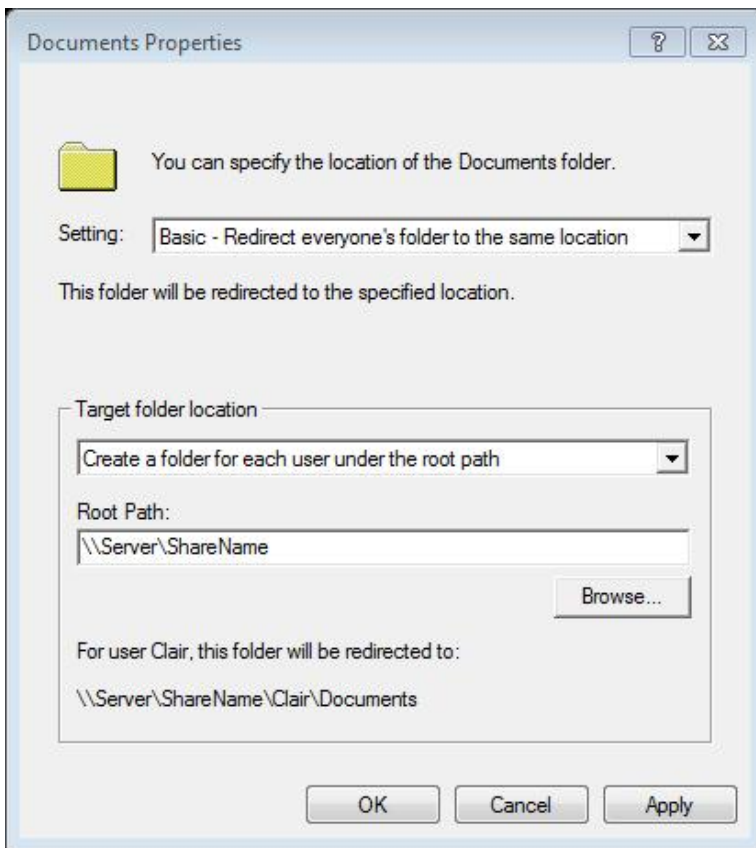 Documents Properties
You can specify the location of the Documents folder.
Setting:
Basic - Redirect everyone's folder to the same location
This folder will be redirected to the specified location.
Target folder location
Create a folder for each user under the root path
Root Path:
\\Server\ShareName
Browse...
For user Clair, this folder will be redirected to:
\\Server\ShareName\Clair\Documents
OK
Cancel
Apply